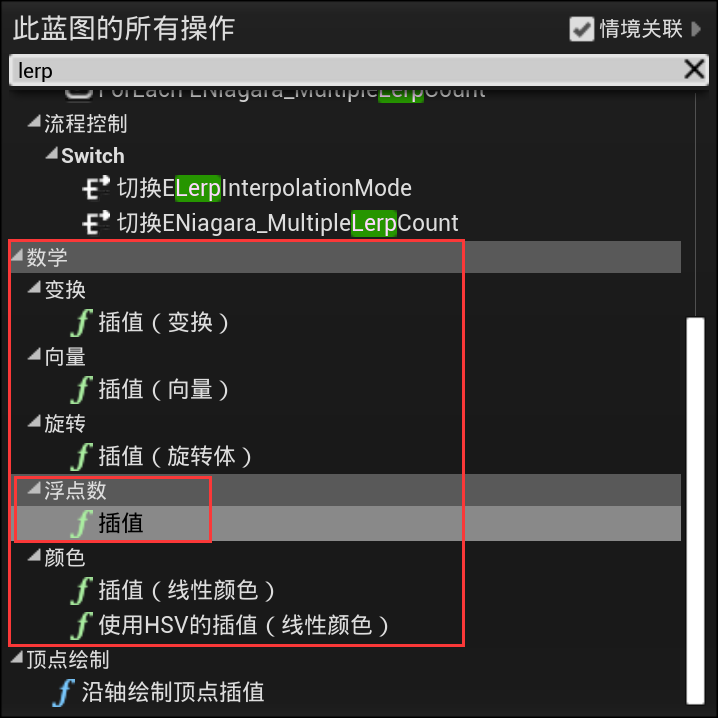 此蓝图的所有操作
情境关联
lerp
ForEach ENiagara_MultipleLerpCount
流程控制
Switch
切换ELerpInterpolationMode
切换ENiagara_MultipleLerpCount
数学
变换
插值（变换）
向量
插值（向量）
旋转
插值（旋转体）
浮点数
插值
颜色
插值（线性颜色）
使用HSV的插值（线性颜色）
顶点绘制
沿轴绘制顶点插值